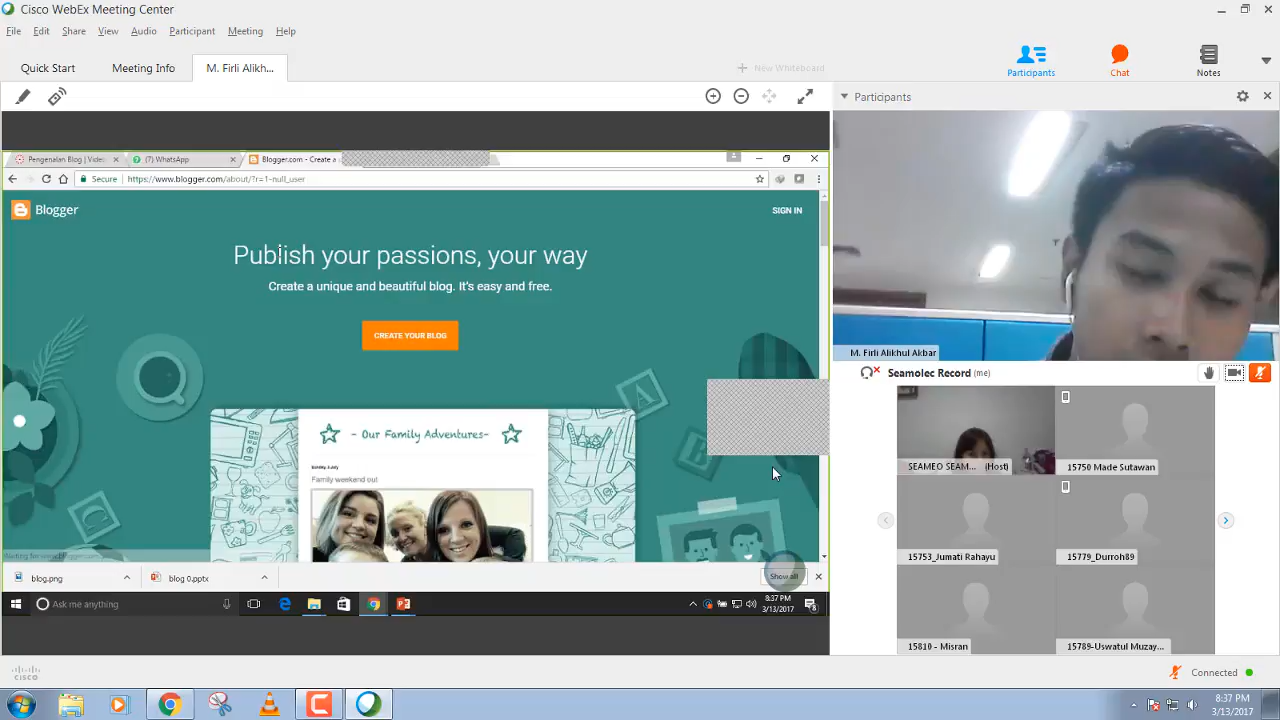 Cisco WebEx Meeting Center
File Edit Share View Audio Participant Meeting Help
Quick Start Meeting Info M. Firli Alikh... New Whiteboard Participants Chat Notes
Participants
Pengenalan Blog | Video (7) WhatsApp Blogger.com - Create a
Secure https://www.blogger.com/about/?r=1-null_user
Blogger SIGN IN
Publish your passions, your way
Create a unique and beautiful blog. It's easy and free.
CREATE YOUR BLOG
- Our Family Adventures-
Sunday, 5 July
Family weekend out
A
E
C
blog.png blog 0.pptx Show all
Ask me anything 8:37 PM
3/13/2017
M. Firli Alikhul Akbar
Seamolec Record (me)
SEAMEO SEAM... (Host) 15750 Made Sutawan
15753_Jumati Rahayu 15779_Durroh89
15810 - Misran 15789-Uswatul Muzay...
cisco Connected
8:37 PM
3/13/2017